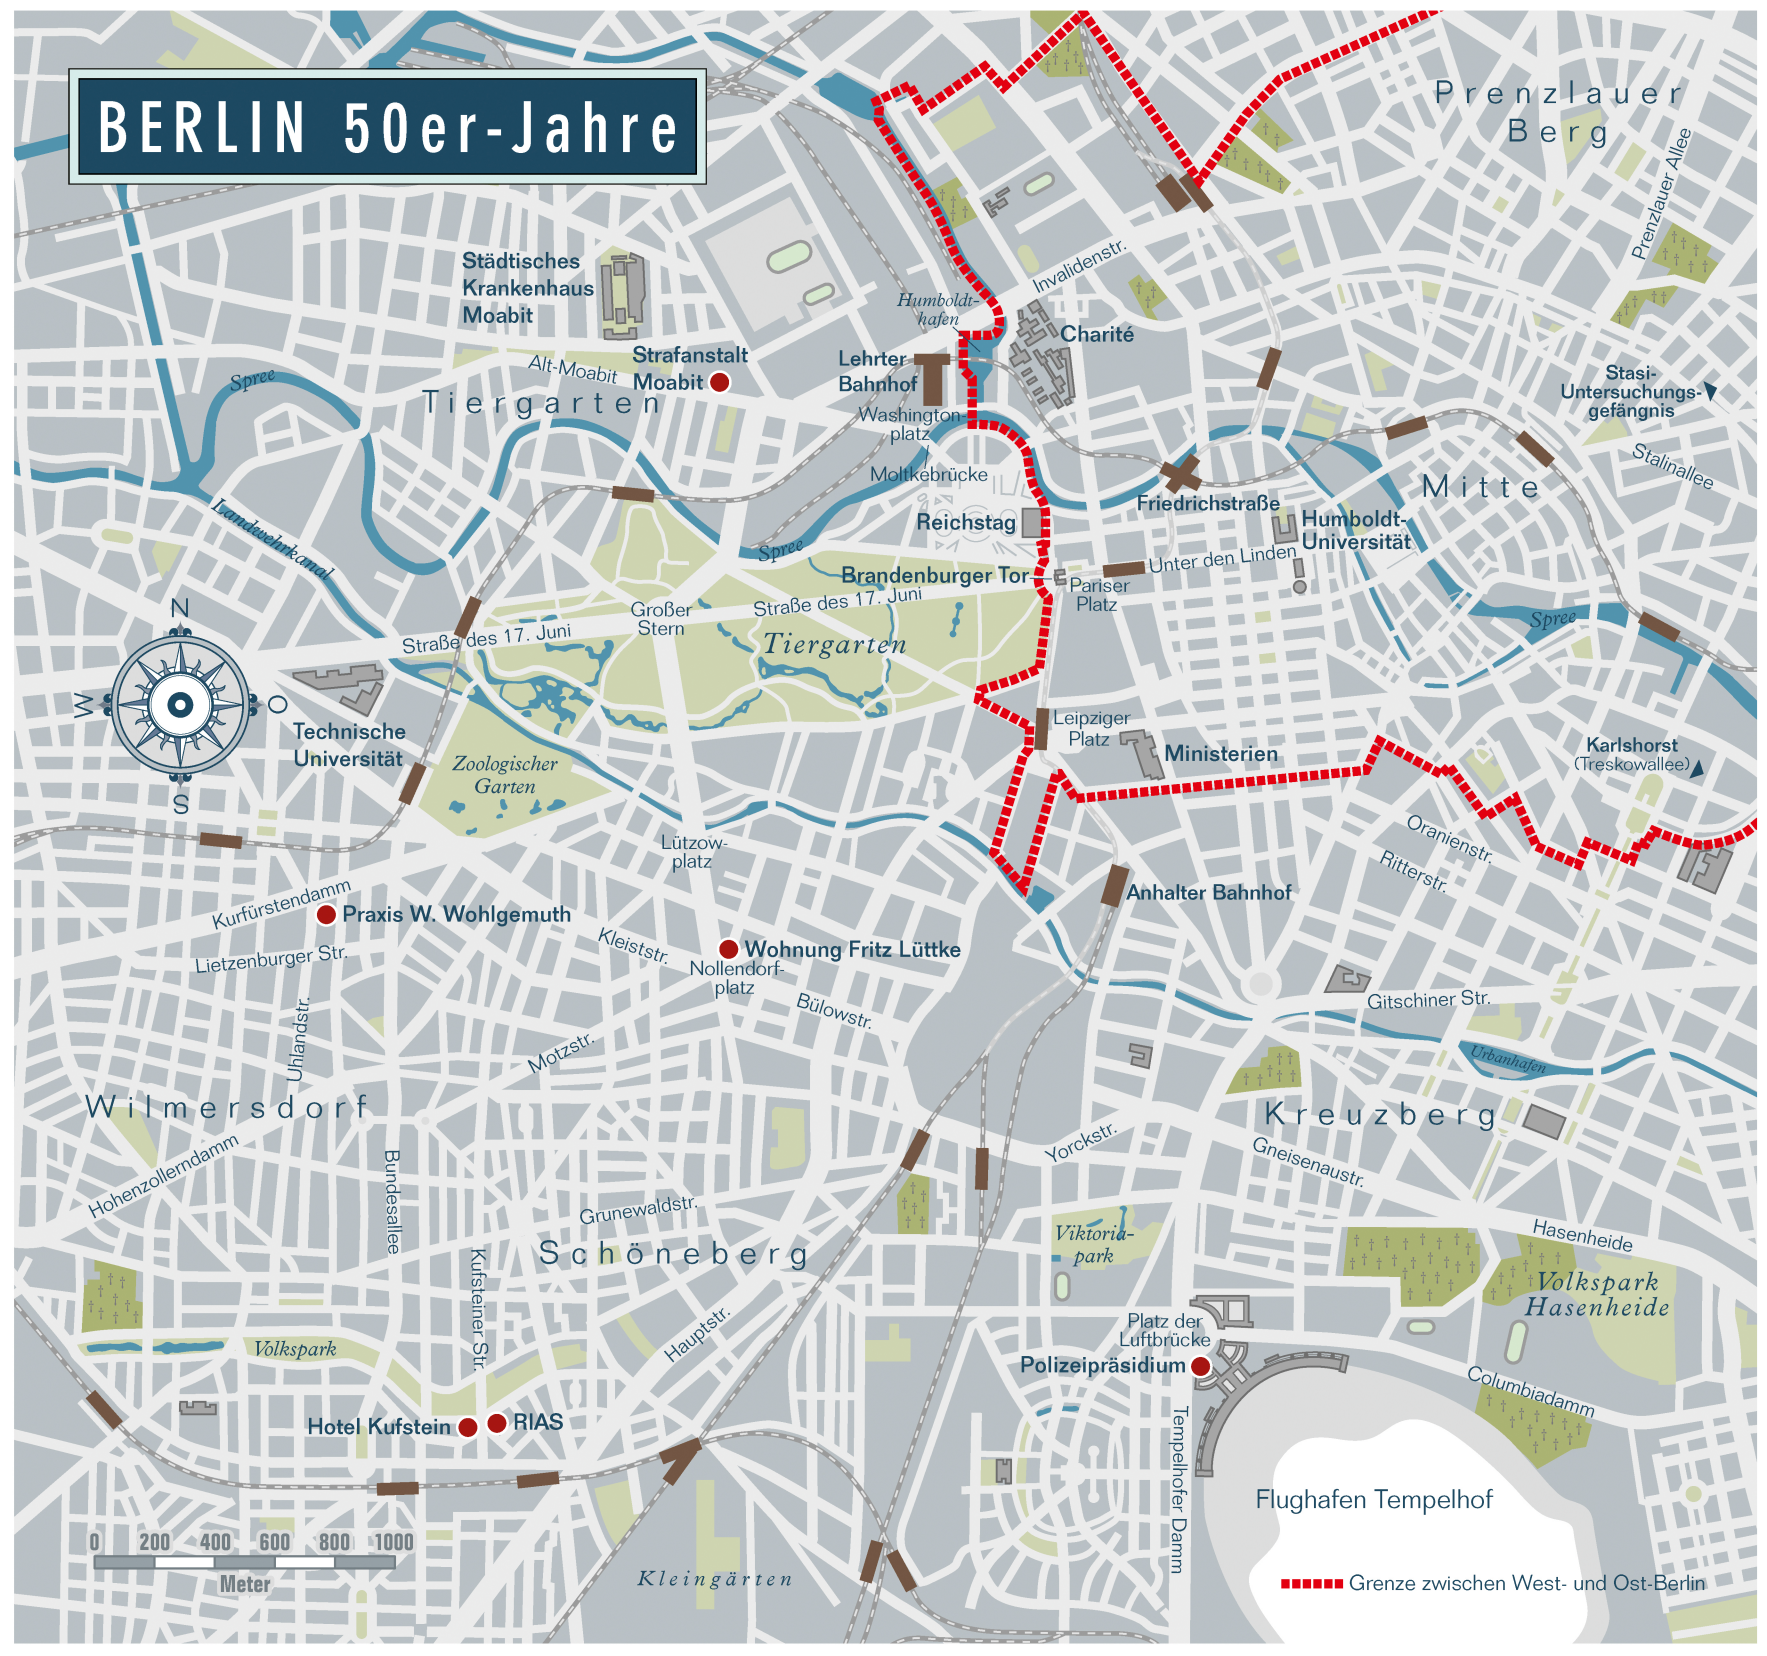 BERLIN 50er-Jahre
Prenzlauer
Berg
Prenzlauer Allee
Städtisches
Krankenhaus
Moabit
Invalidenstr.
Humboldt-
hafen
Charité
Strafanstalt
Moabit
Alt-Moabit
Lehrter
Bahnhof
Spree
Tiergarten
Washington-
platz
Moltkebrücke
Stasi-
Untersuchungs-
gefängnis
Stalinallee
Mitte
Friedrichstraße
Landwehrkanal
Reichstag
Humboldt-
Universität
Spree
Unter den Linden
Brandenburger Tor
Pariser
Platz
Straße des 17. Juni
Großer
Stern
Straße des 17. Juni
Tiergarten
Spree
N
W
O
S
Technische
Universität
Leipziger
Platz
Ministerien
Karlshorst
(Treskowallee)
Zoologischer
Garten
Lützow-
platz
Oranienstr.
Ritterstr.
Kurfürstendamm
Praxis W. Wohlgemuth
Anhalter Bahnhof
Lietzenburger Str.
Kleiststr.
Wohnung Fritz Lüttke
Nollendorf-
platz
Bülowstr.
Gitschiner Str.
Uhlandstr.
Motzstr.
Urbanhafen
Wilmersdorf
Kreuzberg
Hohenzollerndamm
Bundesallee
Yorckstr.
Gneisenaustr.
Grunewaldstr.
Schöneberg
Kufsteiner Str.
Viktoria-
park
Hasenheide
Volkspark
Hasenheide
Volkspark
Hauptstr.
Platz der
Luftbrücke
Polizeipräsidium
Columbiadamm
Hotel Kufstein
RIAS
Tempelhofer Damm
Flughafen Tempelhof
0 200 400 600 800 1000
Meter
Kleingärten
Grenze zwischen West- und Ost-Berlin